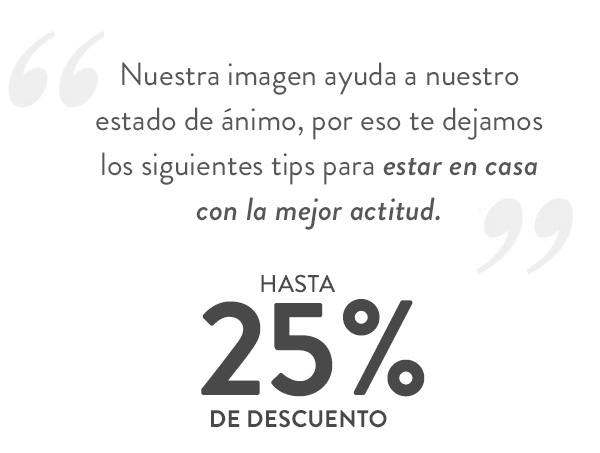 Nuestra imagen ayuda a nuestro
estado de ánimo, por eso te dejamos
los siguientes tips para estar en casa
con la mejor actitud.
HASTA
25%
DE DESCUENTO